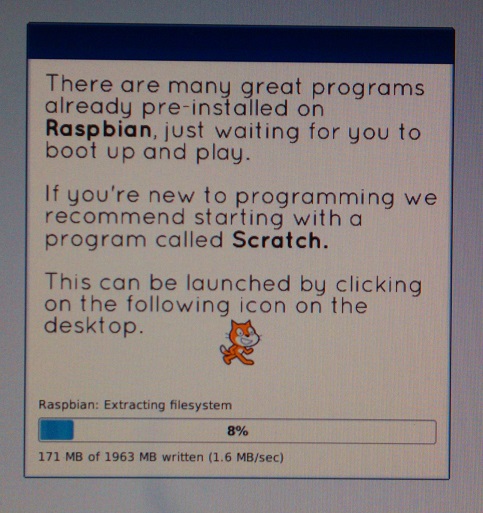 There are many great programs
already pre-installed on
Raspbian, just waiting for you to
boot up and play.
If you're new to programming we
recommend starting with a
program called Scratch.
This can be launched by clicking
on the following icon on the
desktop.
Raspbian: Extracting filesystem
8%
171 MB of 1963 MB written (1.6 MB/sec)